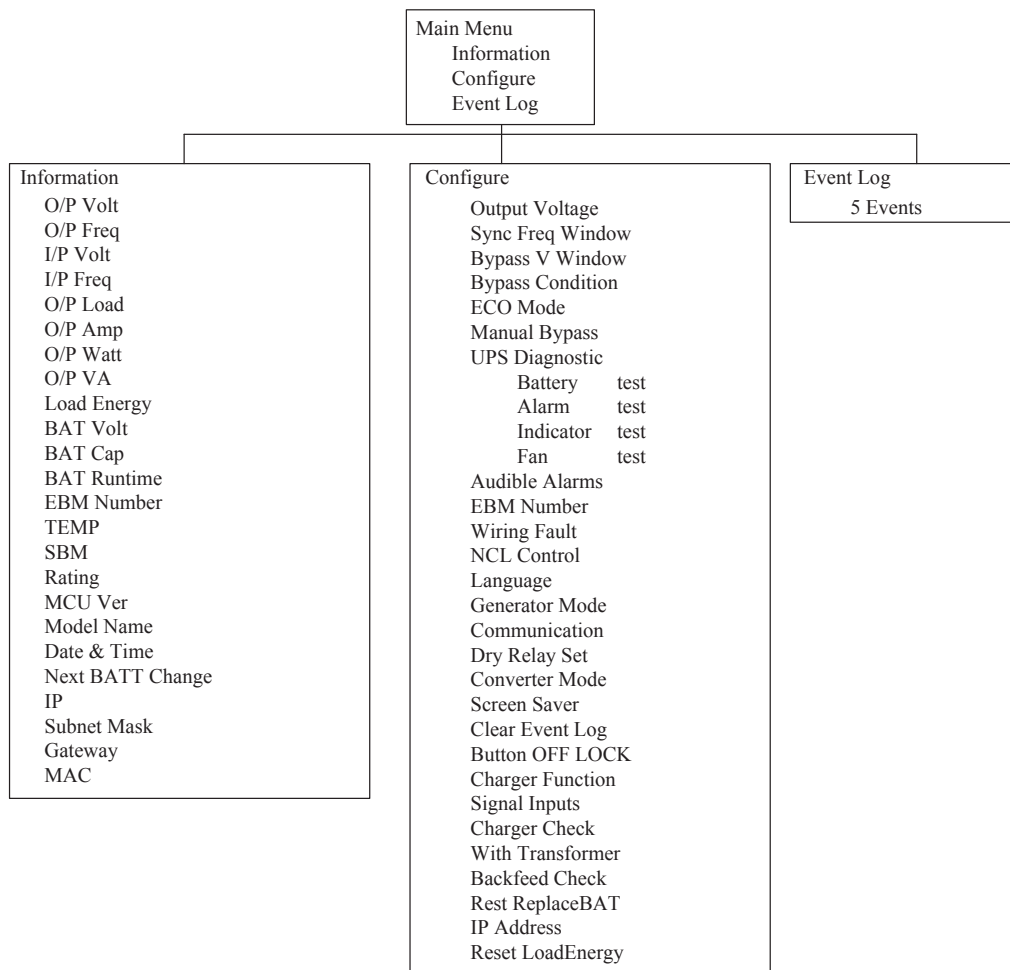 Main Menu
Information
Configure
Event Log
Information
O/P Volt
O/P Freq
I/P Volt
I/P Freq
O/P Load
O/P Amp
O/P Watt
O/P VA
Load Energy
BAT Volt
BAT Cap
BAT Runtime
EBM Number
TEMP
SBM
Rating
MCU Ver
Model Name
Date & Time
Next BATT Change
IP
Subnet Mask
Gateway
MAC
Configure
Output Voltage
Sync Freq Window
Bypass V Window
Bypass Condition
ECO Mode
Manual Bypass
UPS Diagnostic
Battery test
Alarm test
Indicator test
Fan test
Audible Alarms
EBM Number
Wiring Fault
NCL Control
Language
Generator Mode
Communication
Dry Relay Set
Converter Mode
Screen Saver
Clear Event Log
Button OFF LOCK
Charger Function
Signal Inputs
Charger Check
With Transformer
Backfeed Check
Rest ReplaceBAT
IP Address
Reset LoadEnergy
Event Log
5 Events